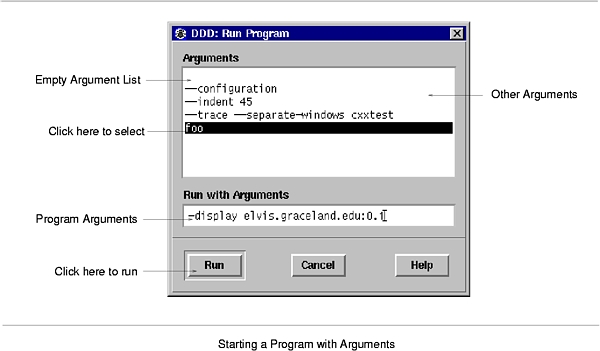 DDD: Run Program
Arguments
Empty Argument List
--configuration
--indent 45
Other Arguments
--trace --separate-windows cxxtest
Click here to select
foo
Run with Arguments
Program Arguments
-display elvis.graceland.edu:0.1
Click here to run
Run
Cancel
Help
Starting a Program with Arguments